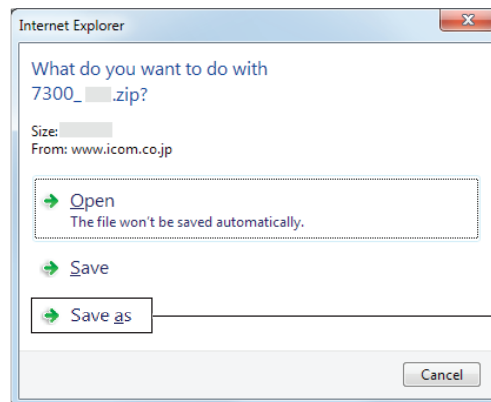 Internet Explorer
What do you want to do with
7300_ .zip?
Size:
From: www.icom.co.jp
Open
The file won't be saved automatically.
Save
Save as
Cancel